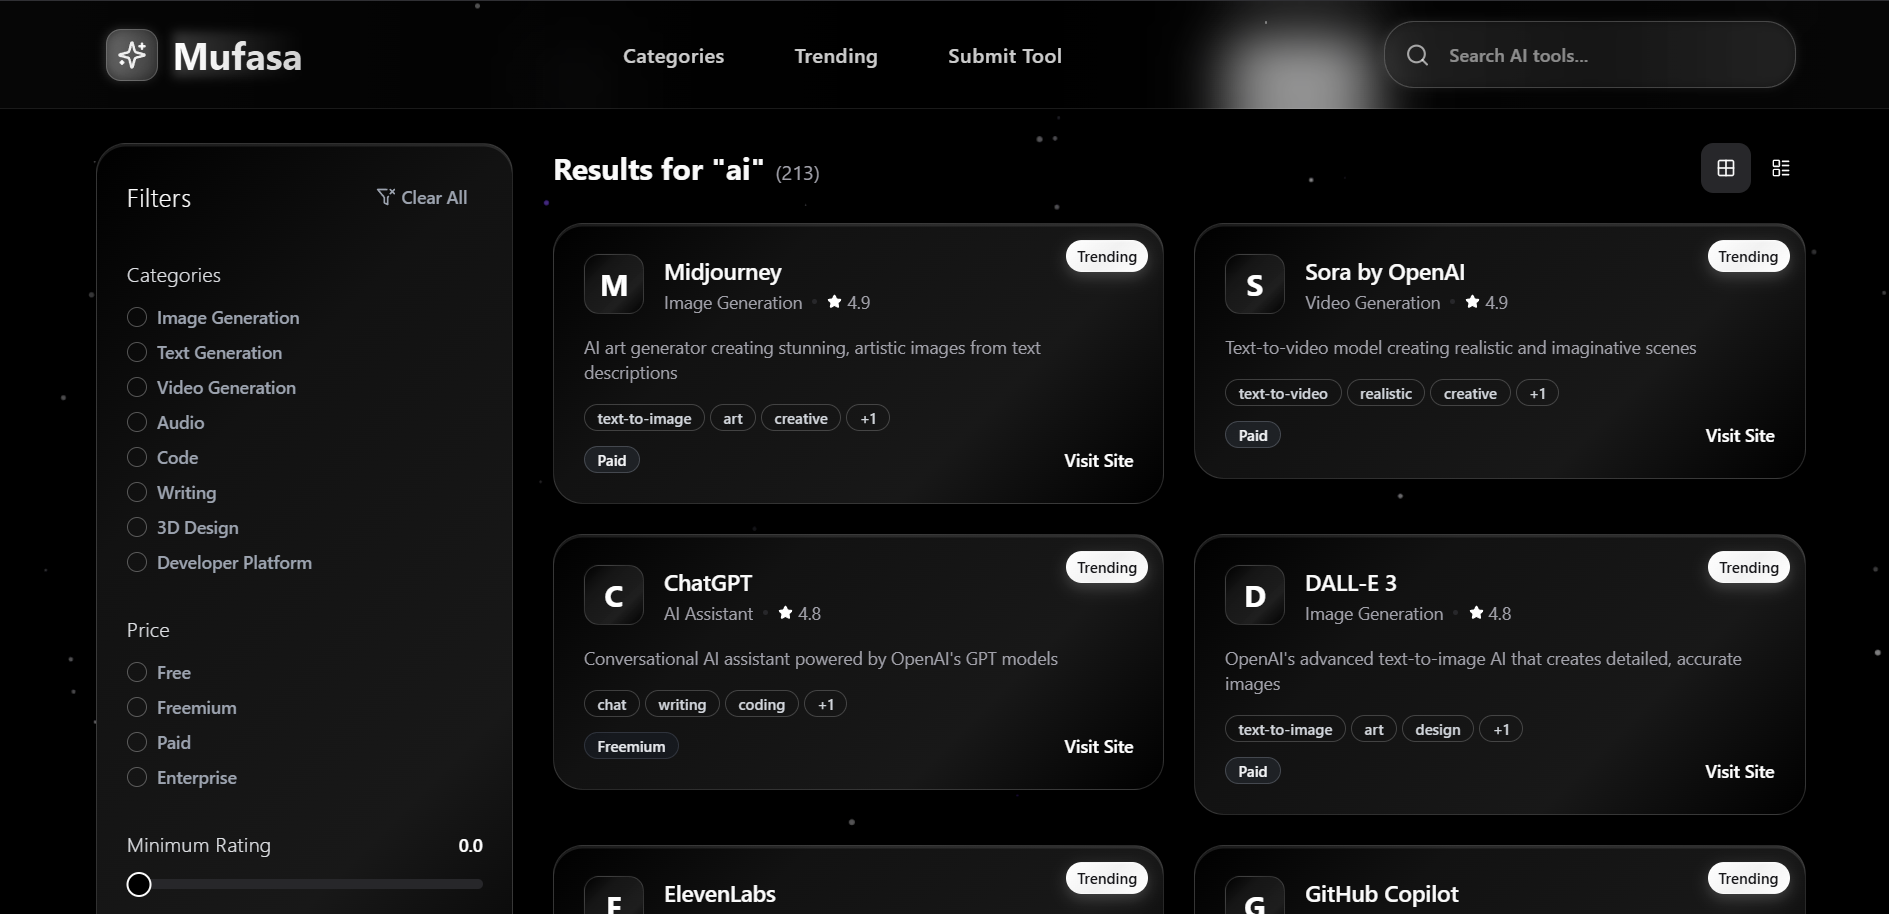 Mufasa
Categories
Trending
Submit Tool
Search AI tools...
Filters
Clear All
Categories
Image Generation
Text Generation
Video Generation
Audio
Code
Writing
3D Design
Developer Platform
Price
Free
Freemium
Paid
Enterprise
Minimum Rating 0.0
Results for "ai" (213)
Trending
M
Midjourney
Image Generation • 4.9
AI art generator creating stunning, artistic images from text
descriptions
text-to-image art creative +1
Paid
Visit Site
Trending
S
Sora by OpenAI
Video Generation • 4.9
Text-to-video model creating realistic and imaginative scenes
text-to-video realistic creative +1
Paid
Visit Site
Trending
C
ChatGPT
AI Assistant • 4.8
Conversational AI assistant powered by OpenAI's GPT models
chat writing coding +1
Freemium
Visit Site
Trending
D
DALL-E 3
Image Generation • 4.8
OpenAI's advanced text-to-image AI that creates detailed, accurate
images
text-to-image art design +1
Paid
Visit Site
Trending
E
ElevenLabs
Trending
G
GitHub Copilot